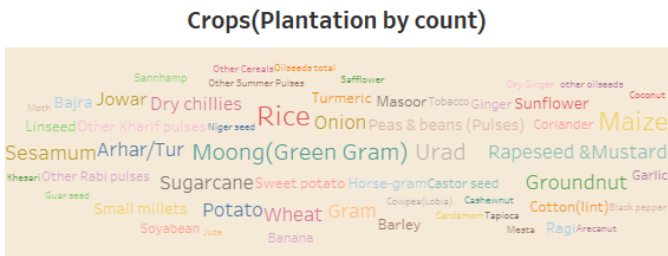 Crops(Plantation by count)
Sannhamp Other Cereals Oilseeds total
Other Summer Pulses Safflower Dry Ginger other oilseeds
Moth Bajra Jowar Dry chillies Rice Turmeric Masoor Tobacco Ginger Sunflower Coconut
Linseed Other Kharif pulses Niger seed Onion Peas & beans (Pulses) Coriander Maize
Sesamum Arhar/Tur Moong(Green Gram) Urad Rapeseed &Mustard
Khesari Other Rabi pulses Sugarcane Sweet potato Horse-gram Castor seed Groundnut Garlic
Guar seed Cowpea(Lobia) Cashewnut
Small millets Potato Wheat Gram Cardamom Tapioca Cotton(lint) Black pepper
Soyabean Jute Banana Barley Mesta Ragi Arecanut